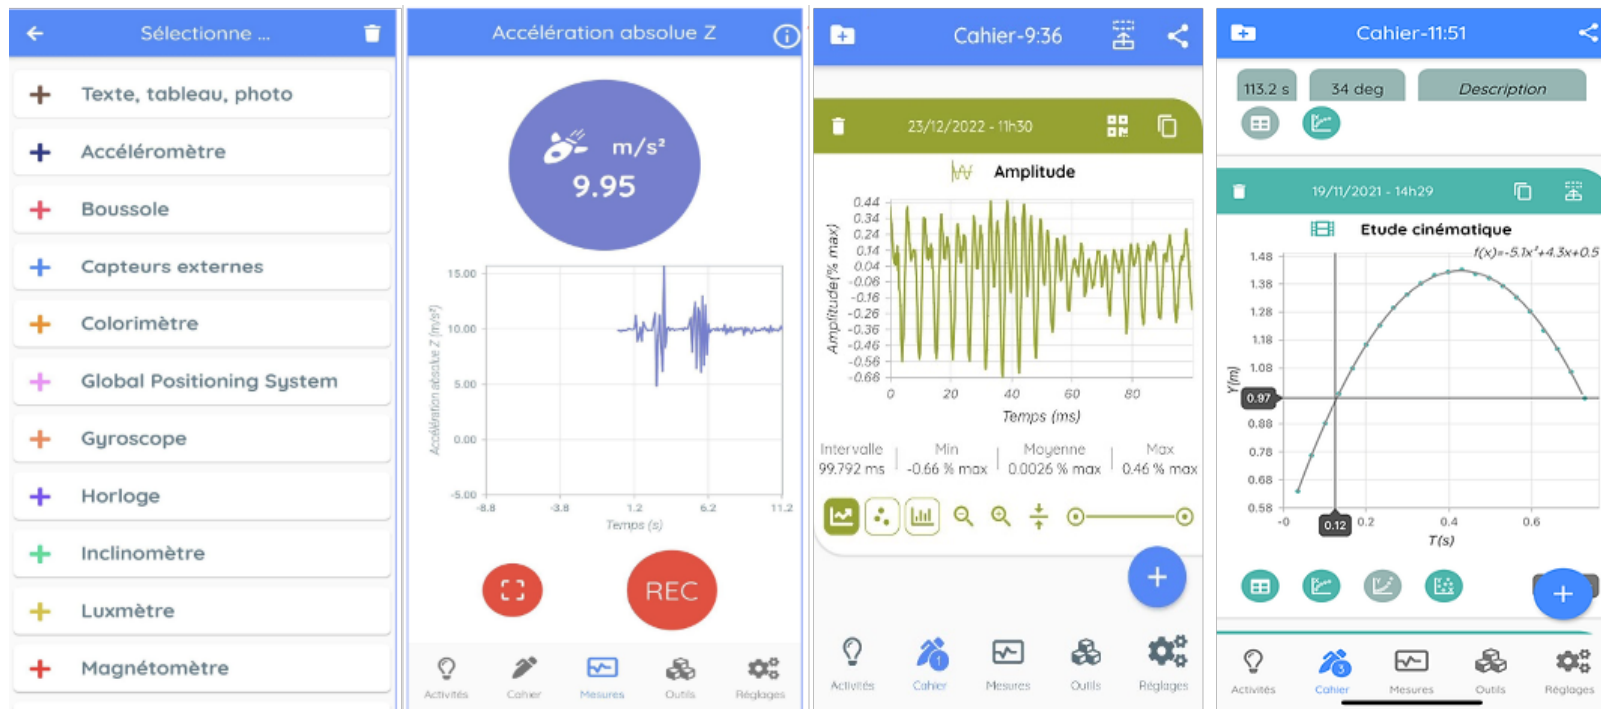 Sélectionne ...
Texte, tableau, photo
Accéléromètre
Boussole
Capteurs externes
Colorimètre
Global Positioning System
Gyroscope
Horloge
Inclinomètre
Luxmètre
Magnétomètre
Accélération absolue Z
m/s²
9.95
Accélération absolue Z (m/s²)
15.00
10.00
5.00
0.00
-5.00
-8.8 -3.8 1.2 6.2 11.2
Temps (s)
REC
Activités Cahier Mesures Outils Réglages
Cahier-9:36
23/12/2022 - 11h30
Amplitude
Amplitude(% max)
0.44
0.34
0.24
0.14
0.04
-0.06
-0.16
-0.26
-0.36
-0.46
-0.56
-0.66
0 20 40 60 80
Temps (ms)
Intervalle Min Moyenne Max
99.792 ms -0.66 % max 0.0026 % max 0.46 % max
1
Activités Cahier Mesures Outils Réglages
Cahier-11:51
113.2 s 34 deg Description
19/11/2021 - 14h29
Etude cinématique
f(x)=-5.1x²+4.3x+0.5
Y(m)
1.48
1.38
1.28
1.18
1.08
0.97
0.88
0.78
0.68
0.58
-0 0.12 0.2 0.4 0.6
T(s)
3
Activités Cahier Mesures Outils Réglages